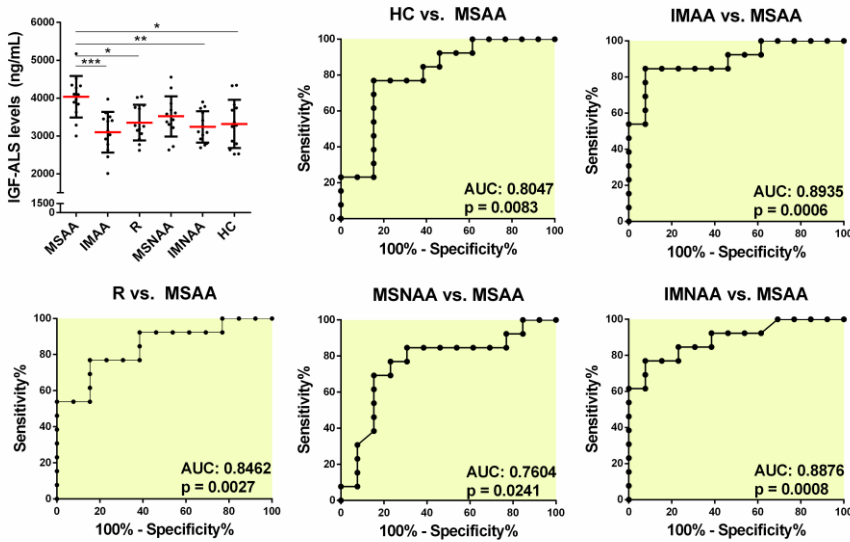 *
**
*
***
IGF-ALS levels (ng/mL)
6000
5000
4000
3000
2000
1500
0
MSAA
IMAA
R
MSNAA
IMNAA
HC
HC vs. MSAA
Sensitivity%
100
80
60
40
20
0
AUC: 0.8047
p = 0.0083
0 20 40 60 80 100
100% - Specificity%
IMAA vs. MSAA
Sensitivity%
100
80
60
40
20
0
AUC: 0.8935
p = 0.0006
0 20 40 60 80 100
100% - Specificity%
R vs. MSAA
Sensitivity%
100
80
60
40
20
0
AUC: 0.8462
p = 0.0027
0 20 40 60 80 100
100% - Specificity%
MSNAA vs. MSAA
Sensitivity%
100
80
60
40
20
0
AUC: 0.7604
p = 0.0241
0 20 40 60 80 100
100% - Specificity%
IMNAA vs. MSAA
Sensitivity%
100
80
60
40
20
0
AUC: 0.8876
p = 0.0008
0 20 40 60 80 100
100% - Specificity%